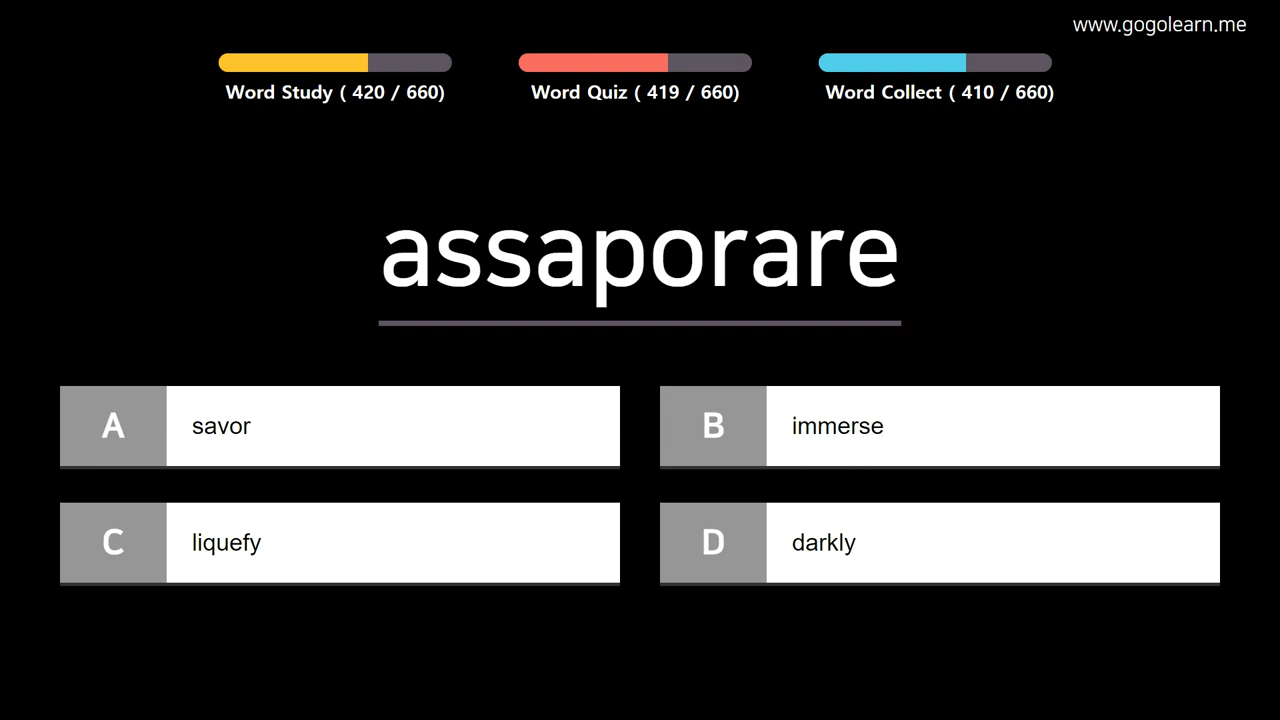 www.gogolearn.me
Word Study ( 420 / 660)
Word Quiz ( 419 / 660)
Word Collect ( 410 / 660)
assaporare
A savor
B immerse
C liquefy
D darkly